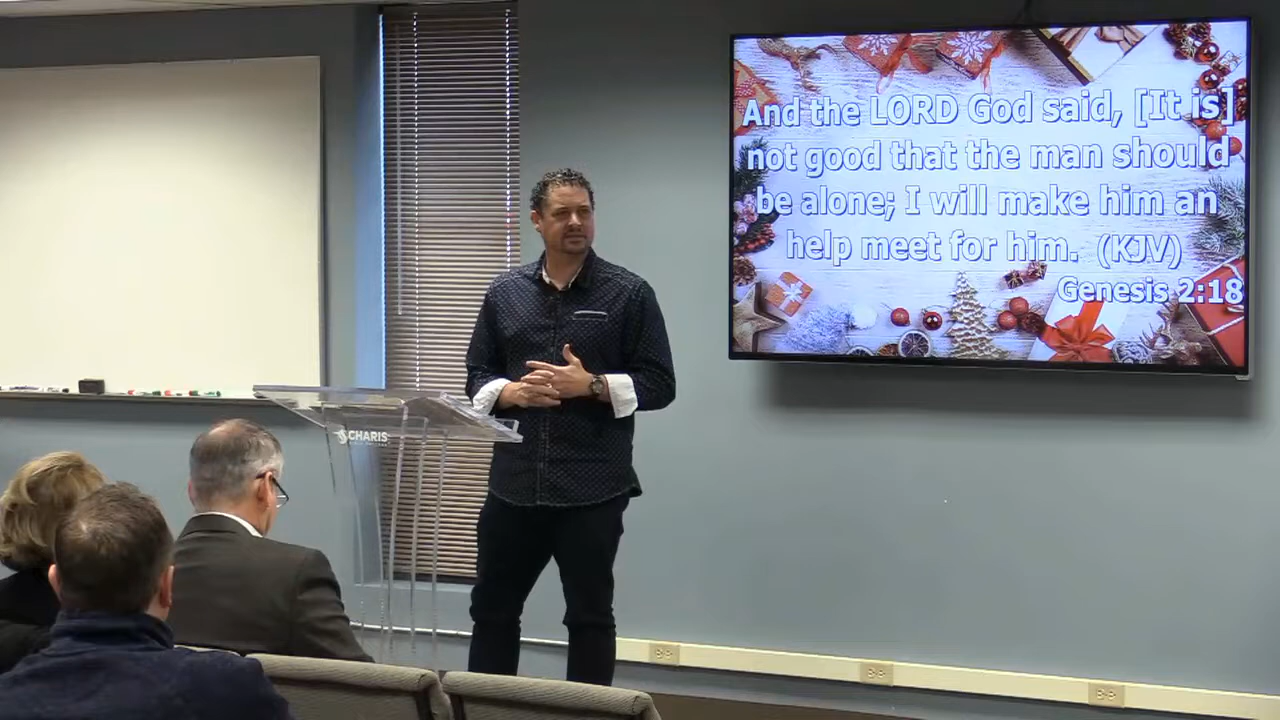 And the LORD God said, [It is]
not good that the man should
be alone; I will make him an
help meet for him. (KJV)
Genesis 2:18
CHARIS